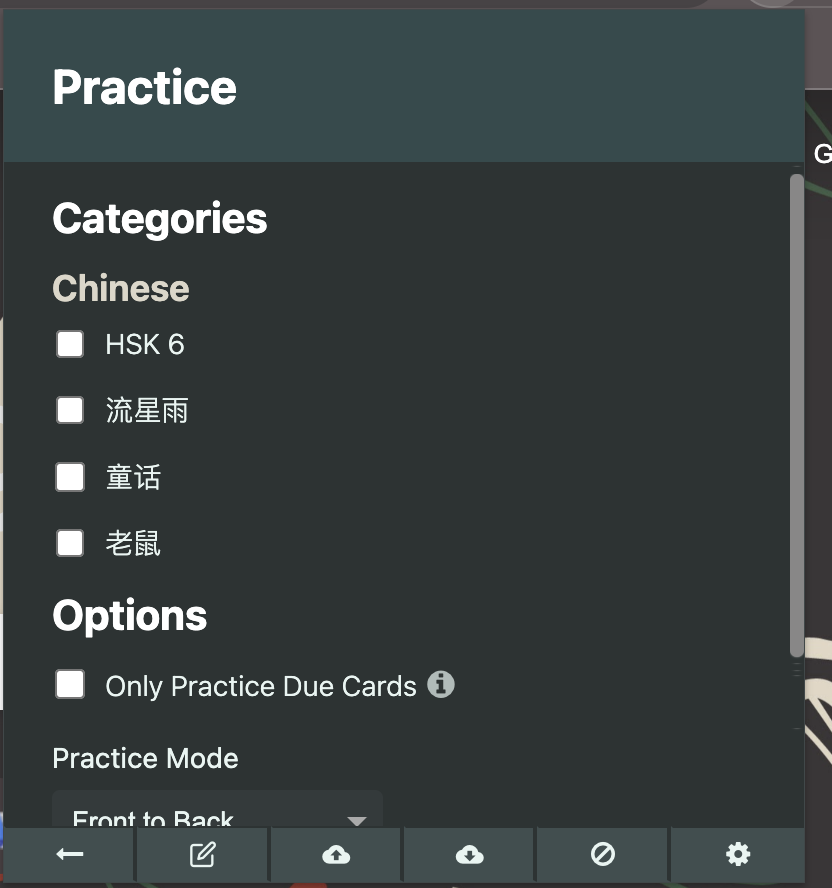 Practice
G
Categories
Chinese
HSK 6
流星雨
童话
老鼠
Options
Only Practice Due Cards
Practice Mode
Front to Back